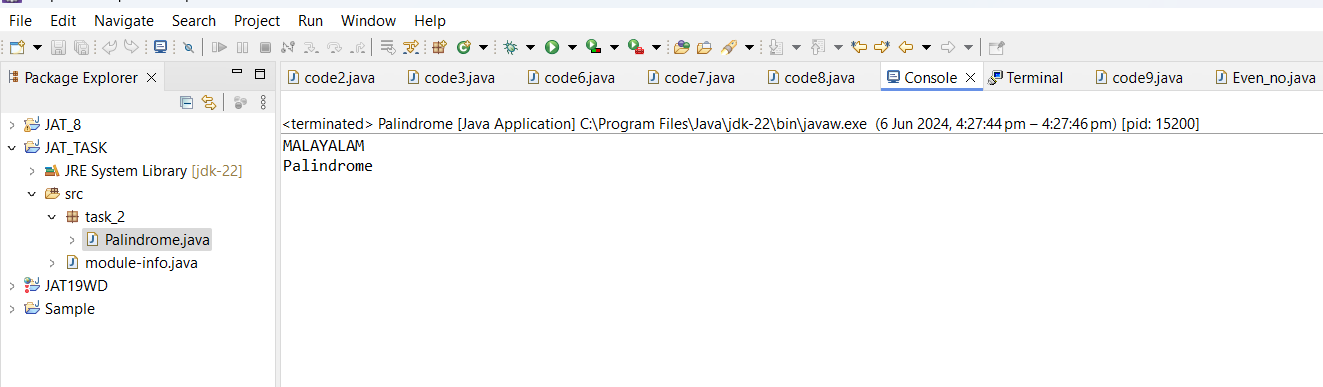 File Edit Navigate Search Project Run Window Help
Package Explorer
code2.java code3.java code6.java code7.java code8.java Console Terminal code9.java Even_no.java
<terminated> Palindrome [Java Application] C:\Program Files\Java\jdk-22\bin\javaw.exe (6 Jun 2024, 4:27:44 pm – 4:27:46 pm) [pid: 15200]
MALAYALAM
Palindrome
JAT_8
JAT_TASK
JRE System Library [jdk-22]
src
task_2
Palindrome.java
module-info.java
JAT19WD
Sample